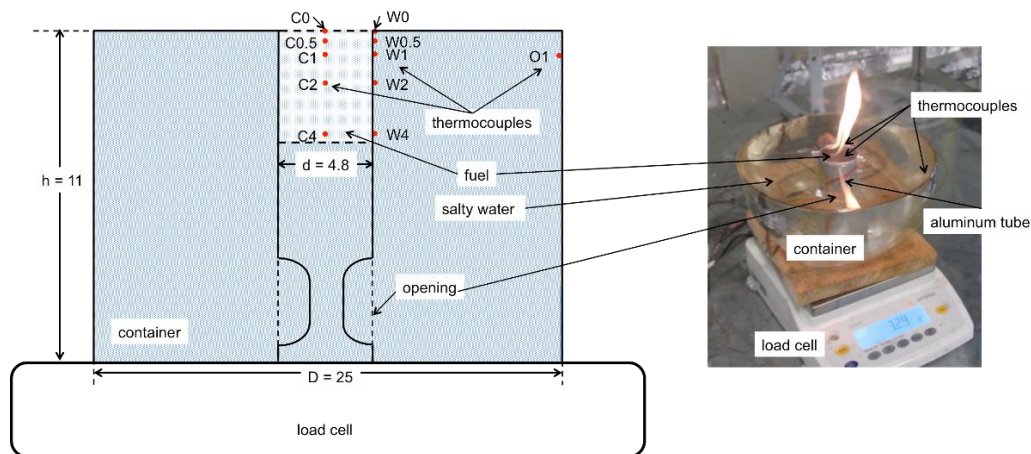 C0 W0
C0.5 W0.5
C1 W1 O1
C2 W2
thermocouples
C4 W4
d = 4.8
h = 11
fuel
salty water
opening
container
D = 25
load cell
thermocouples
aluminum tube
container
load cell
329